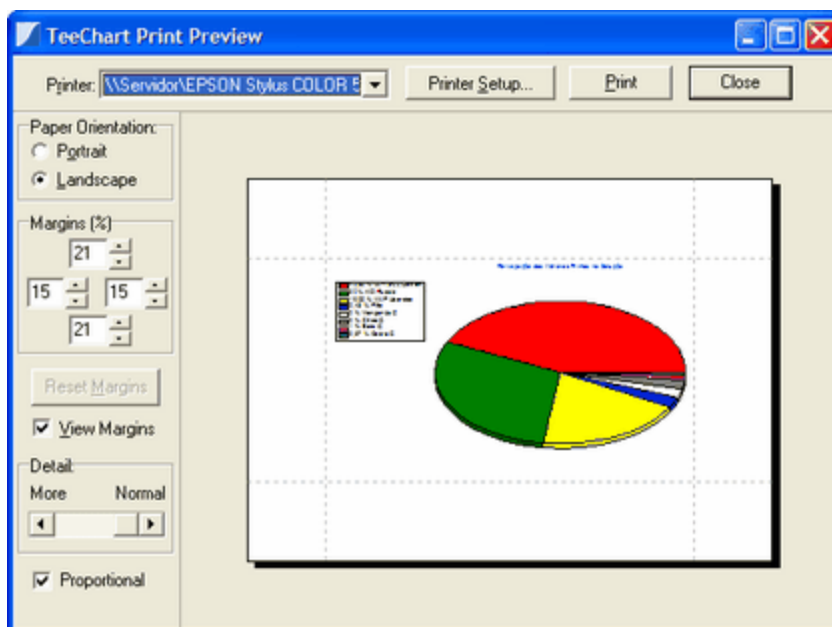 TeeChart Print Preview
Printer: \\Servidor\EPSON Stylus COLOR 5
Printer Setup...
Print
Close
Paper Orientation:
Portrait
Landscape
Margins (%)
21
15 15
21
Reset Margins
View Margins
Detail:
More Normal
Proportional